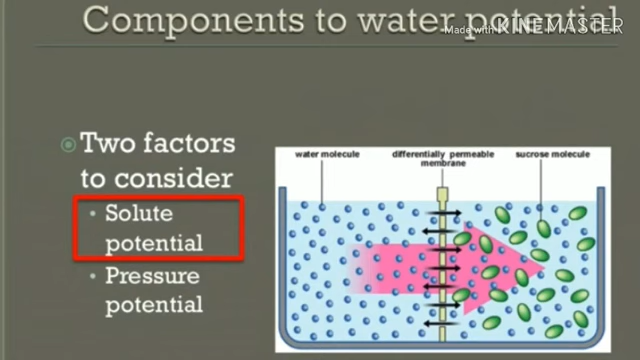 Components to water potential
Made with KINEMASTER
Two factors
to consider
Solute
potential
Pressure
potential
water molecule
differentially permeable
membrane
sucrose molecule